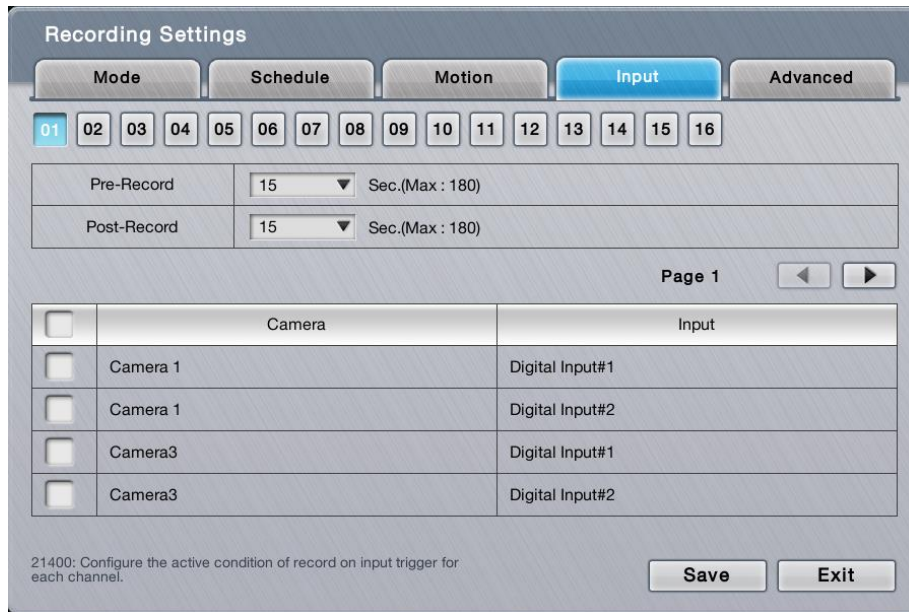 Recording Settings
Mode Schedule Motion Input Advanced
01 02 03 04 05 06 07 08 09 10 11 12 13 14 15 16
Pre-Record 15 Sec.(Max : 180)
Post-Record 15 Sec.(Max : 180)
Page 1
Camera Input
Camera 1 Digital Input#1
Camera 1 Digital Input#2
Camera3 Digital Input#1
Camera3 Digital Input#2
21400: Configure the active condition of record on input trigger for
each channel.
Save Exit